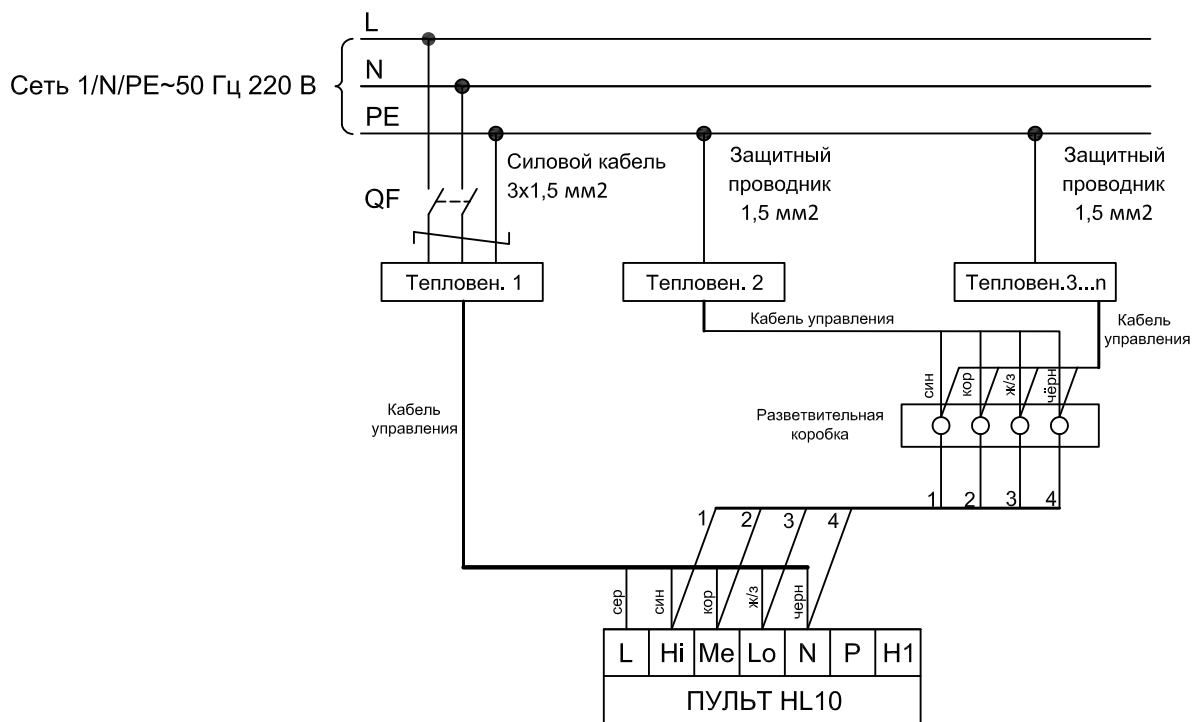 L
Сеть 1/N/PE~50 Гц 220 В
N
PE
Силовой кабель
3x1,5 мм2
Защитный
проводник
1,5 мм2
Защитный
проводник
1,5 мм2
QF
Тепловен. 1
Тепловен. 2
Тепловен.3...n
Кабель управления
Кабель
управления
син
кор
ж/з
чёрн
Кабель
управления
Разветвительная
коробка
1 2 3 4
1 2 3 4
сер
син
кор
ж/з
черн
L Hi Me Lo N P H1
ПУЛЬТ HL10